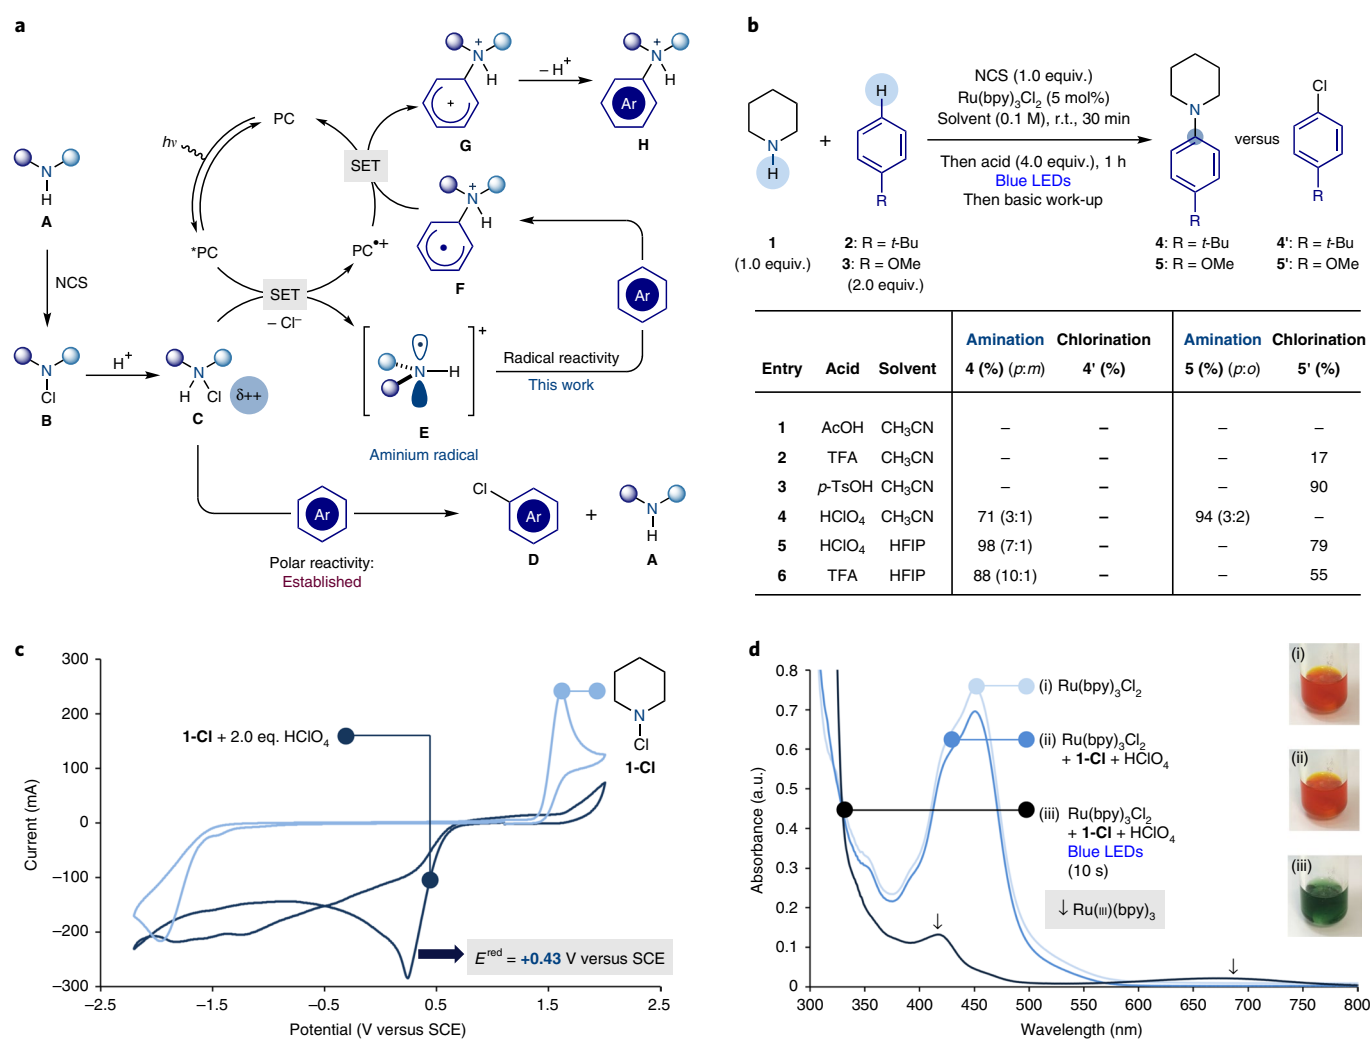 a
A
N
H
NCS
B
N
Cl
H⁺
C
N
H Cl
δ++
hν
PC
*PC
PC•+
SET
SET
– Cl⁻
G
N
+
H
+
– H⁺
H
N
+
H
Ar
F
N
+
H
E
N
H
+
Aminium radical
Radical reactivity
This work
Ar
Ar
Polar reactivity:
Established
Cl
Ar
D
+
N
H
A
b
N
H
+
H
R
NCS (1.0 equiv.)
Ru(bpy)₃Cl₂ (5 mol%)
Solvent (0.1 M), r.t., 30 min
Then acid (4.0 equiv.), 1 h
Blue LEDs
Then basic work-up
N
R
versus
Cl
R
1
(1.0 equiv.)
2: R = t-Bu
3: R = OMe
(2.0 equiv.)
4: R = t-Bu
5: R = OMe
4': R = t-Bu
5': R = OMe
Amination Chlorination Amination Chlorination
Entry Acid Solvent 4 (%) (p:m) 4' (%) 5 (%) (p:o) 5' (%)
1 AcOH CH₃CN – – – –
2 TFA CH₃CN – – – 17
3 p-TsOH CH₃CN – – – 90
4 HClO₄ CH₃CN 71 (3:1) – 94 (3:2) –
5 HClO₄ HFIP 98 (7:1) – – 79
6 TFA HFIP 88 (10:1) – – 55
c
Current (mA)
300
200
100
0
–100
–200
–300
–2.5 –1.5 –0.5 0.5 1.5 2.5
Potential (V versus SCE)
1-Cl + 2.0 eq. HClO₄
N
Cl
1-Cl
Eʳᵉᵈ = +0.43 V versus SCE
d
Absorbance (a.u.)
0.8
0.7
0.6
0.5
0.4
0.3
0.2
0.1
0
300 350 400 450 500 550 600 650 700 750 800
Wavelength (nm)
(i) Ru(bpy)₃Cl₂
(ii) Ru(bpy)₃Cl₂
+ 1-Cl + HClO₄
(iii) Ru(bpy)₃Cl₂
+ 1-Cl + HClO₄
Blue LEDs
(10 s)
↓ Ru(III)(bpy)₃
↓
↓
(i)
(ii)
(iii)